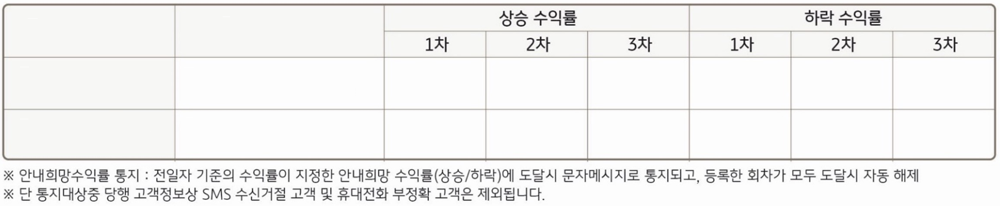 상승 수익률 하락 수익률
1차 2차 3차 1차 2차 3차
※ 안내희망수익률 통지 : 전일자 기준의 수익률이 지정한 안내희망 수익률(상승/하락)에 도달시 문자메시지로 통지되고, 등록한 회차가 모두 도달시 자동 해제
※ 단 통지대상중 당행 고객정보상 SMS 수신거절 고객 및 휴대전화 부정확 고객은 제외됩니다.